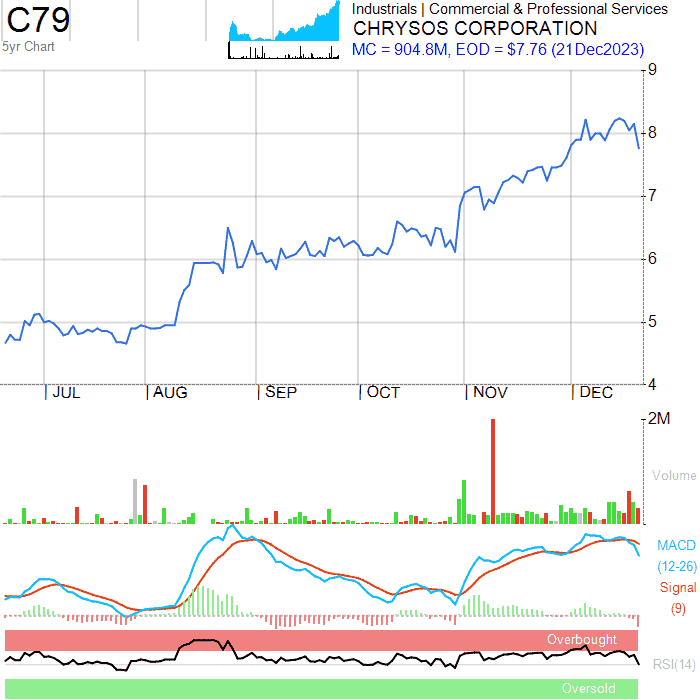 C79
5yr Chart
Industrials | Commercial & Professional Services
CHRYSOS CORPORATION
MC = 904.8M, EOD = $7.76 (21Dec2023)
9
8
7
6
5
4
JUL AUG SEP OCT NOV DEC
2M
Volume
MACD
(12-26)
Signal
(9)
Overbought
RSI(14)
Oversold